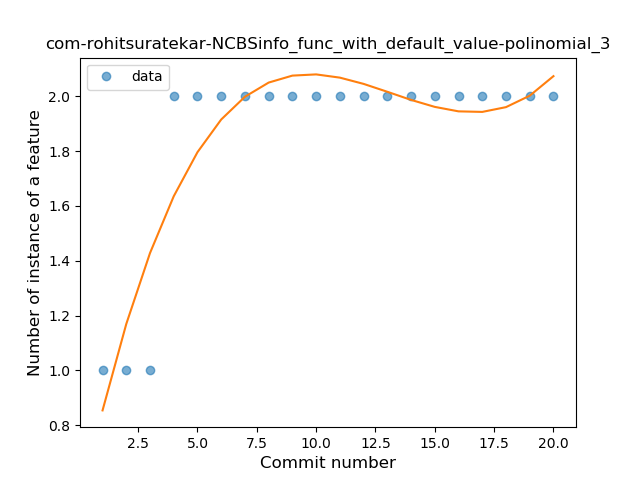 com-rohitsuratekar-NCBSinfo_func_with_default_value-polinomial_3
data
Number of instance of a feature
2.0
1.8
1.6
1.4
1.2
1.0
0.8
2.5 5.0 7.5 10.0 12.5 15.0 17.5 20.0
Commit number